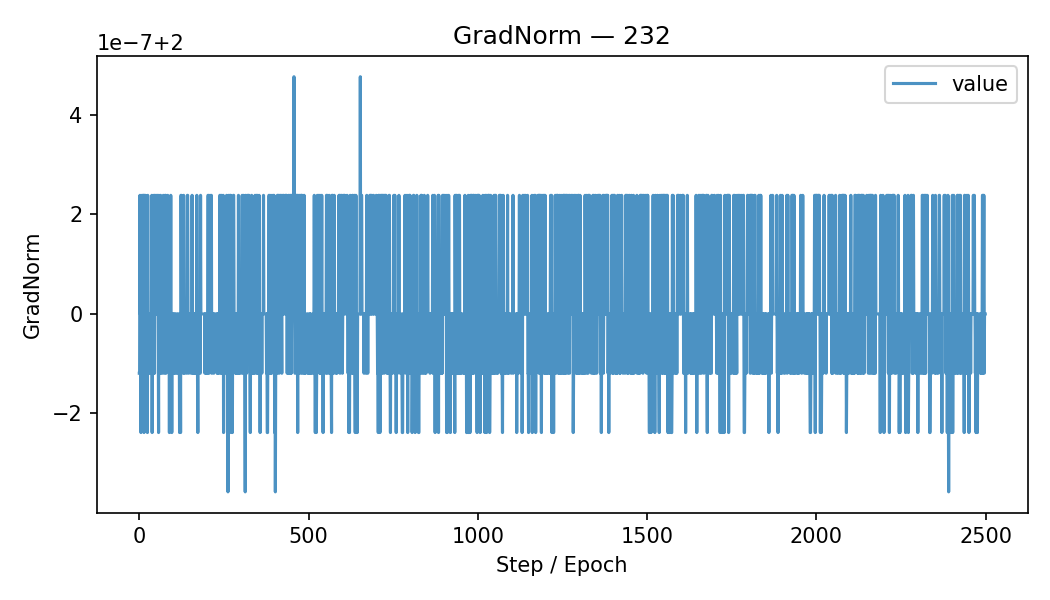 GradNorm — 232
1e−7+2
value
4
2
0
−2
GradNorm
0
500
1000
1500
2000
2500
Step / Epoch